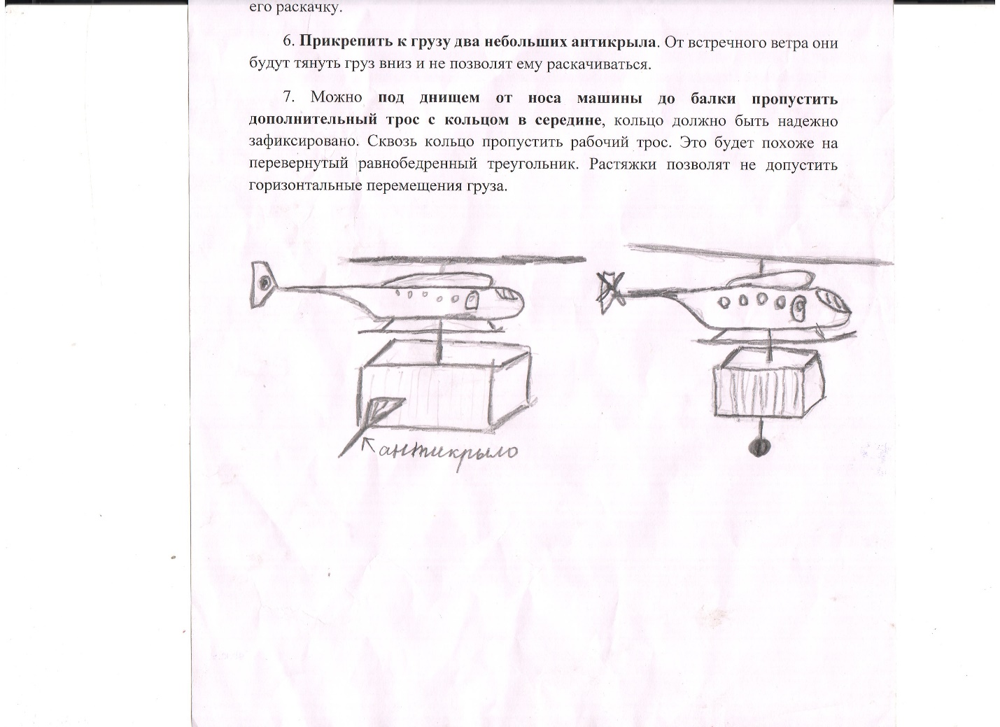 его раскачку.
6. Прикрепить к грузу два небольших антикрыла. От встречного ветра они
будут тянуть груз вниз и не позволят ему раскачиваться.
7. Можно под днищем от носа машины до балки пропустить
дополнительный трос с кольцом в середине, кольцо должно быть надежно
зафиксировано. Сквозь кольцо пропустить рабочий трос. Это будет похоже на
перевернутый равнобедренный треугольник. Растяжки позволят не допустить
горизонтальные перемещения груза.
антикрыло